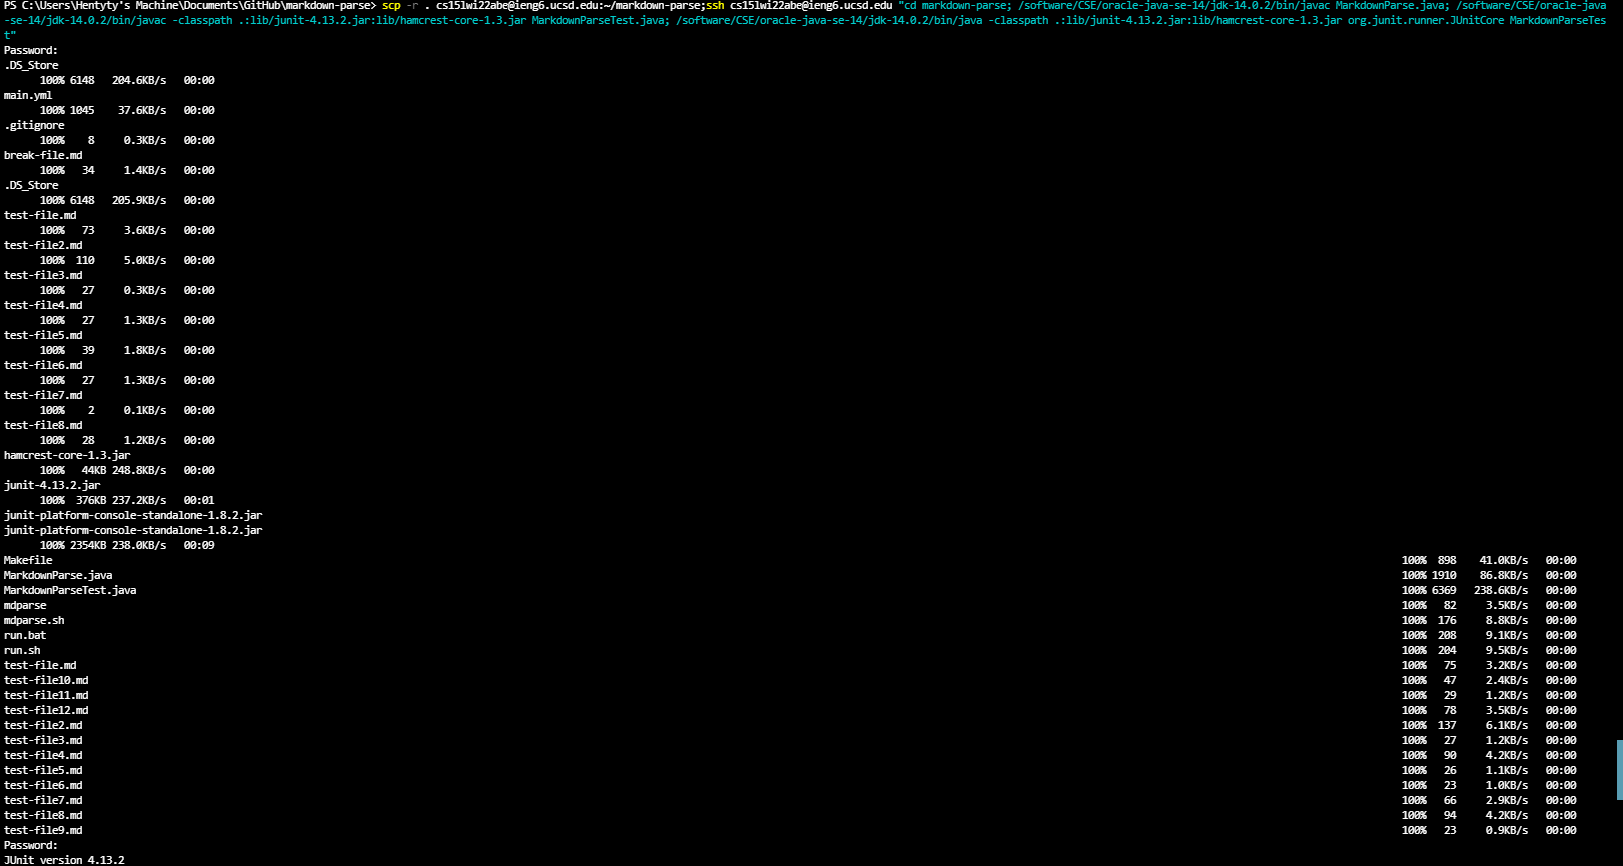 PS C:\Users\Hentyty's Machine\Documents\GitHub\markdown-parse> scp -r . cs15lwi22abe@ieng6.ucsd.edu:~/markdown-parse;ssh cs15lwi22abe@ieng6.ucsd.edu "cd markdown-parse; /software/CSE/oracle-java-se-14/jdk-14.0.2/bin/javac MarkdownParse.java; /software/CSE/oracle-java
-se-14/jdk-14.0.2/bin/javac -classpath .:lib/junit-4.13.2.jar:lib/hamcrest-core-1.3.jar MarkdownParseTest.java; /software/CSE/oracle-java-se-14/jdk-14.0.2/bin/java -classpath .:lib/junit-4.13.2.jar:lib/hamcrest-core-1.3.jar org.junit.runner.JUnitCore MarkdownParseTes
t"
Password:
.DS_Store
100% 6148 204.6KB/s 00:00
main.yml
100% 1045 37.6KB/s 00:00
.gitignore
100% 8 0.3KB/s 00:00
break-file.md
100% 34 1.4KB/s 00:00
.DS_Store
100% 6148 205.9KB/s 00:00
test-file.md
100% 73 3.6KB/s 00:00
test-file2.md
100% 110 5.0KB/s 00:00
test-file3.md
100% 27 0.3KB/s 00:00
test-file4.md
100% 27 1.3KB/s 00:00
test-file5.md
100% 39 1.8KB/s 00:00
test-file6.md
100% 27 1.3KB/s 00:00
test-file7.md
100% 2 0.1KB/s 00:00
test-file8.md
100% 28 1.2KB/s 00:00
hamcrest-core-1.3.jar
100% 44KB 248.8KB/s 00:00
junit-4.13.2.jar
100% 376KB 237.2KB/s 00:01
junit-platform-console-standalone-1.8.2.jar
junit-platform-console-standalone-1.8.2.jar
100% 2354KB 238.0KB/s 00:09
Makefile 100% 898 41.0KB/s 00:00
MarkdownParse.java 100% 1910 86.8KB/s 00:00
MarkdownParseTest.java 100% 6369 238.6KB/s 00:00
mdparse 100% 82 3.5KB/s 00:00
mdparse.sh 100% 176 8.8KB/s 00:00
run.bat 100% 208 9.1KB/s 00:00
run.sh 100% 204 9.5KB/s 00:00
test-file.md 100% 75 3.2KB/s 00:00
test-file10.md 100% 47 2.4KB/s 00:00
test-file11.md 100% 29 1.2KB/s 00:00
test-file12.md 100% 78 3.5KB/s 00:00
test-file2.md 100% 137 6.1KB/s 00:00
test-file3.md 100% 27 1.2KB/s 00:00
test-file4.md 100% 90 4.2KB/s 00:00
test-file5.md 100% 26 1.1KB/s 00:00
test-file6.md 100% 23 1.0KB/s 00:00
test-file7.md 100% 66 2.9KB/s 00:00
test-file8.md 100% 94 4.2KB/s 00:00
test-file9.md 100% 23 0.9KB/s 00:00
Password:
JUnit version 4.13.2